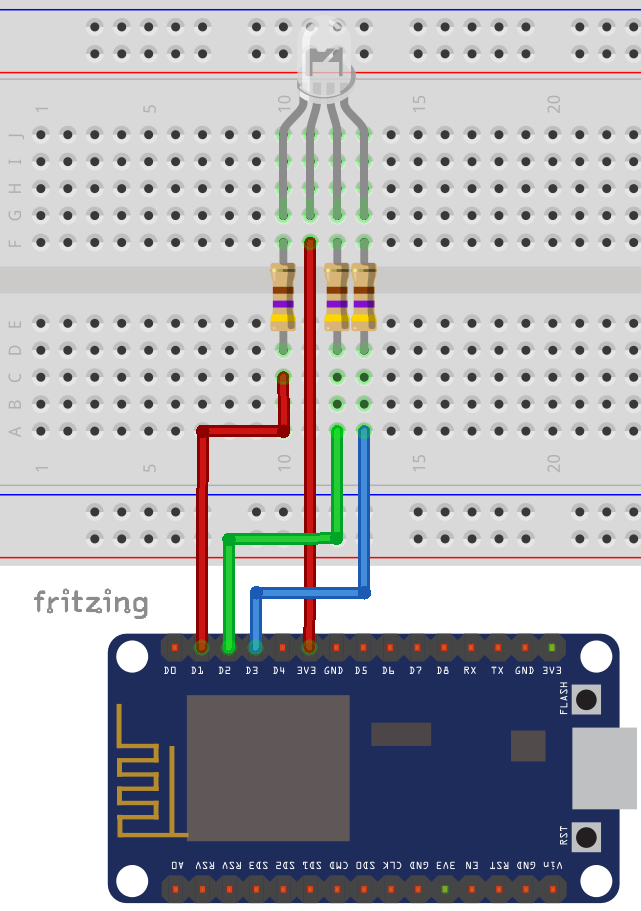 1 5 10 15 20
J
I
H
G
F
E
D
C
B
A
1 5 10 15 20
fritzing
D0 D1 D2 D3 D4 3V3 GND D5 D6 D7 D8 RX TX GND 3V3
FLASH
RST
A0 RSV RSV SD3 SD2 SD1 CMD SD0 CLK GND 3V3 EN RST GND Vin